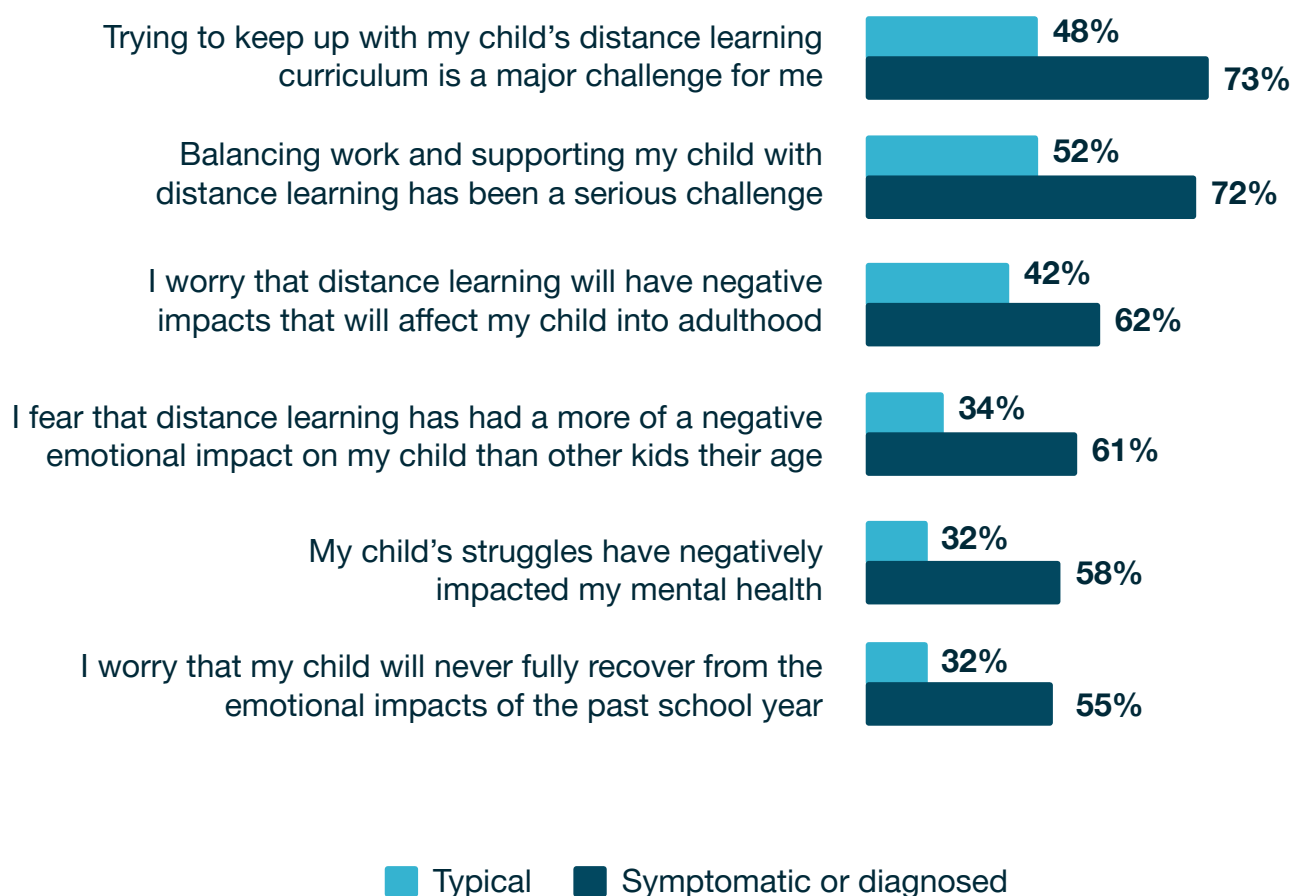 Trying to keep up with my child’s distance learning
curriculum is a major challenge for me
48%
73%
Balancing work and supporting my child with
distance learning has been a serious challenge
52%
72%
I worry that distance learning will have negative
impacts that will affect my child into adulthood
42%
62%
I fear that distance learning has had a more of a negative
emotional impact on my child than other kids their age
34%
61%
My child’s struggles have negatively
impacted my mental health
32%
58%
I worry that my child will never fully recover from the
emotional impacts of the past school year
32%
55%
Typical
Symptomatic or diagnosed